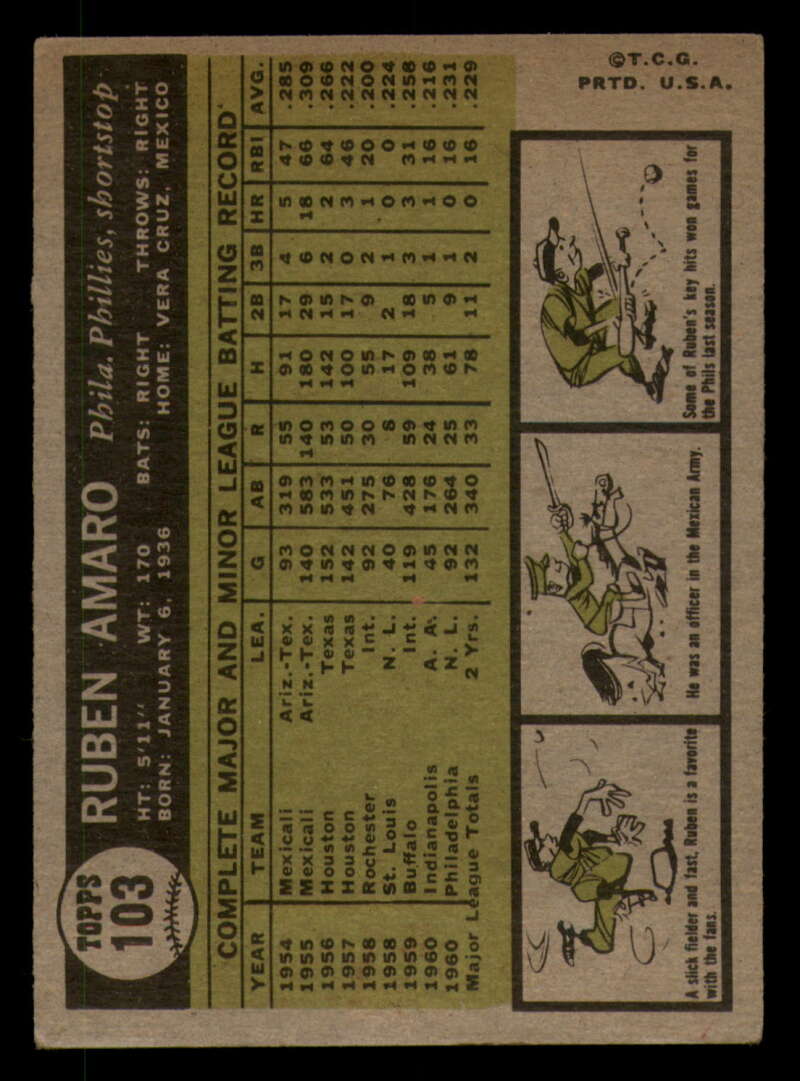 TOPPS
103
RUBEN AMARO Phila. Phillies, shortstop
HT: 5'11" WT: 170 BATS: RIGHT THROWS: RIGHT
BORN: JANUARY 6, 1936 HOME: VERA CRUZ, MEXICO
COMPLETE MAJOR AND MINOR LEAGUE BATTING RECORD
YEAR TEAM LEA. G AB R H 2B 3B HR RBI AVG.
1954 Mexicali Ariz.-Tex. 93 319 55 91 17 4 5 47 .285
1955 Mexicali Ariz.-Tex. 140 583 140 180 29 6 18 66 .309
1956 Houston Texas 152 533 53 142 15 2 2 64 .266
1957 Houston Texas 142 451 50 100 17 0 3 46 .222
1958 Rochester Int. 92 275 30 55 9 2 1 20 .200
1958 St. Louis N. L. 40 76 8 17 2 1 0 0 .224
1959 Buffalo Int. 119 428 59 109 18 3 3 31 .258
1960 Indianapolis A. A. 45 176 24 38 5 1 1 16 .216
1960 Philadelphia N. L. 92 264 25 61 9 1 0 16 .231
Major League Totals 2 Yrs. 132 340 33 78 11 2 0 16 .229
A slick fielder and fast, Ruben is a favorite
with the fans.
He was an officer in the Mexican Army.
Some of Ruben's key hits won games for
the Phils last season.
©T.C.G.
PRTD. U.S.A.